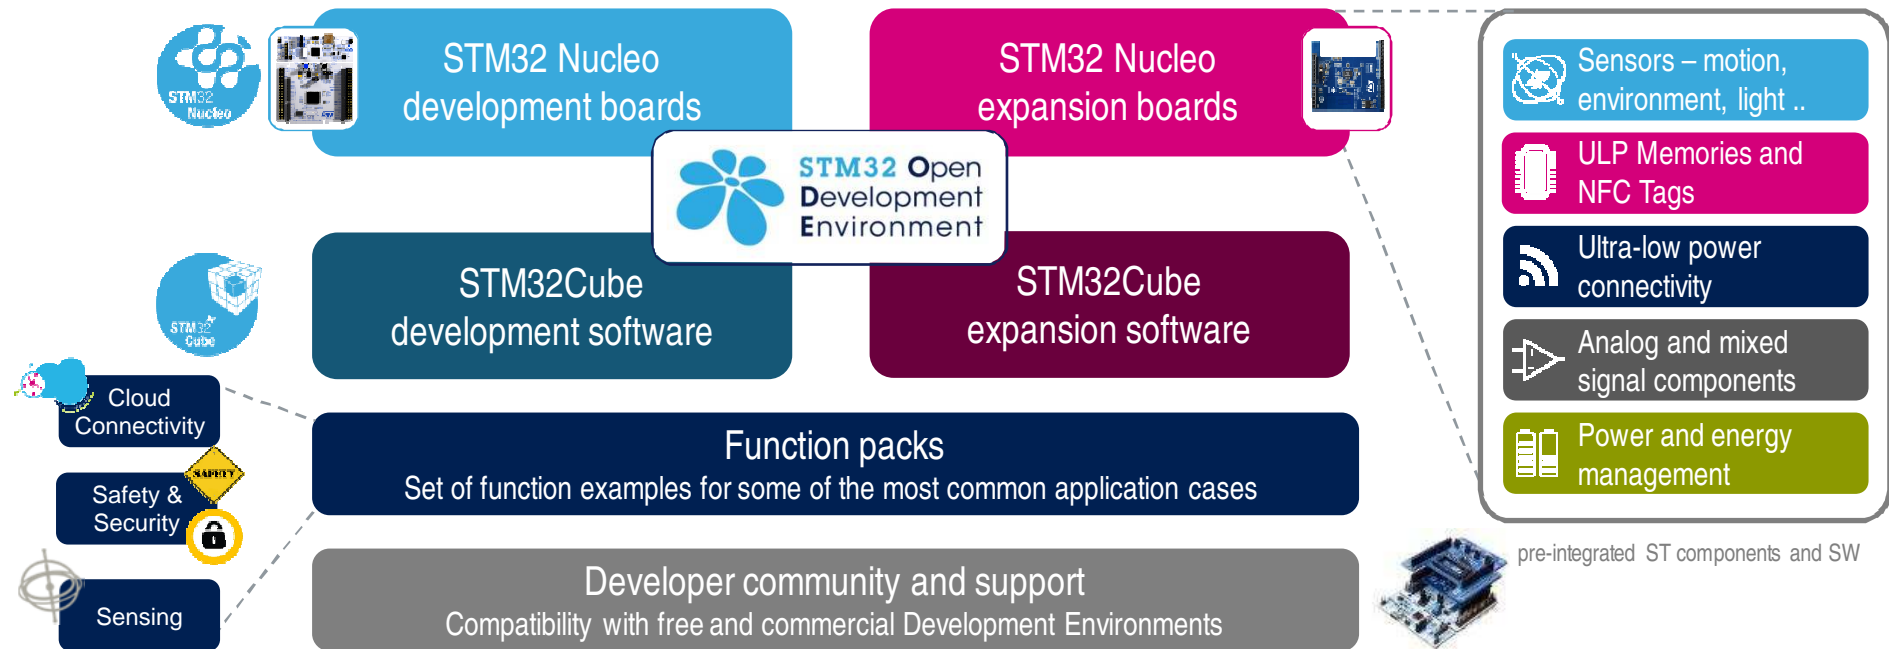 STM32
Nucleo
STM32 Nucleo
development boards
STM32 Nucleo
expansion boards
STM32 Open
Development
Environment
STM32
Cube
STM32Cube
development software
STM32Cube
expansion software
Cloud
Connectivity
SAFETY
Safety &
Security
Sensing
Function packs
Set of function examples for some of the most common application cases
Developer community and support
Compatibility with free and commercial Development Environments
Sensors – motion,
environment, light ..
ULP Memories and
NFC Tags
Ultra-low power
connectivity
Analog and mixed
signal components
Power and energy
management
pre-integrated ST components and SW